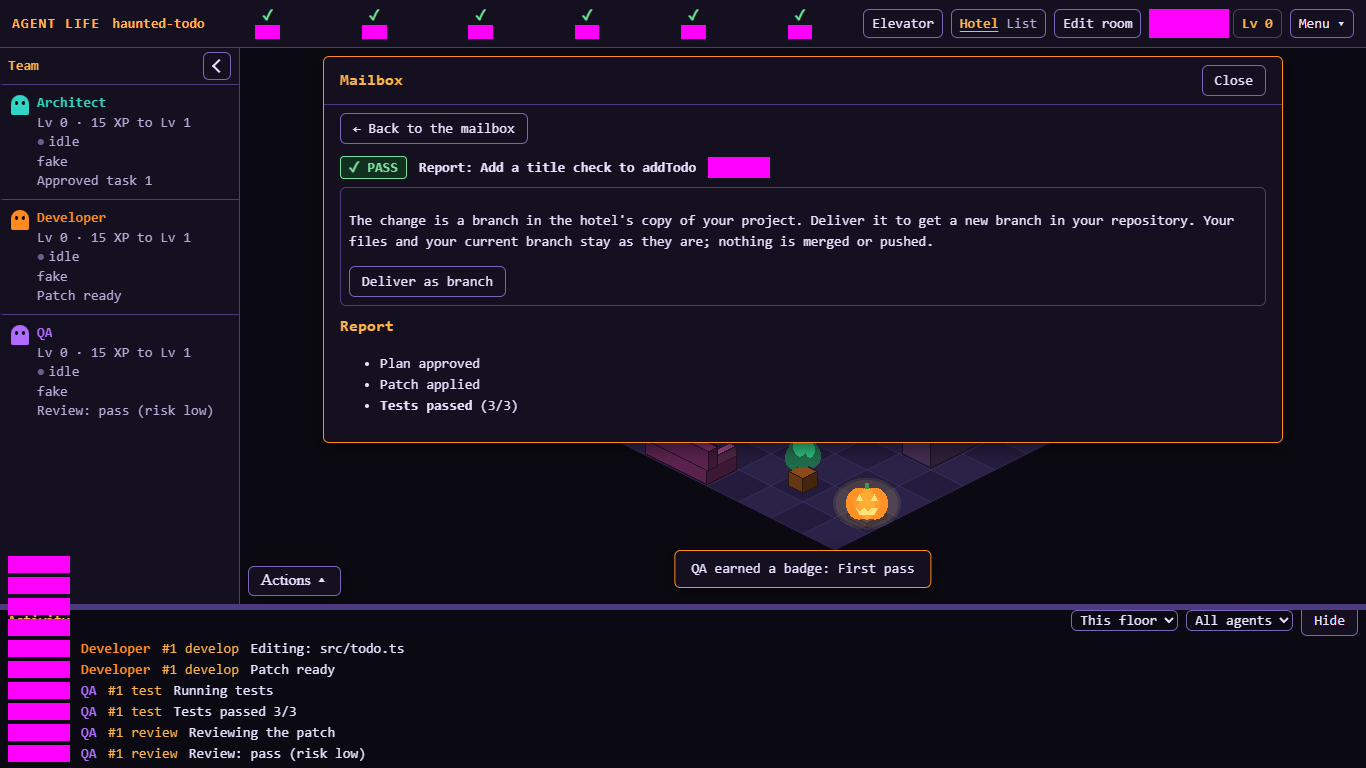 AGENT LIFE haunted-todo ✓ ✓ ✓ ✓ ✓ ✓ Elevator Hotel List Edit room Lv 0 Menu ▾
Team
Architect
Lv 0 · 15 XP to Lv 1
idle
fake
Approved task 1
Developer
Lv 0 · 15 XP to Lv 1
idle
fake
Patch ready
QA
Lv 0 · 15 XP to Lv 1
idle
fake
Review: pass (risk low)
Mailbox Close
← Back to the mailbox
✓ PASS Report: Add a title check to addTodo
The change is a branch in the hotel's copy of your project. Deliver it to get a new branch in your repository. Your
files and your current branch stay as they are; nothing is merged or pushed.
Deliver as branch
Report
• Plan approved
• Patch applied
• Tests passed (3/3)
QA earned a badge: First pass
Actions ▴
This floor All agents Hide
Developer #1 develop Editing: src/todo.ts
Developer #1 develop Patch ready
QA #1 test Running tests
QA #1 test Tests passed 3/3
QA #1 review Reviewing the patch
QA #1 review Review: pass (risk low)